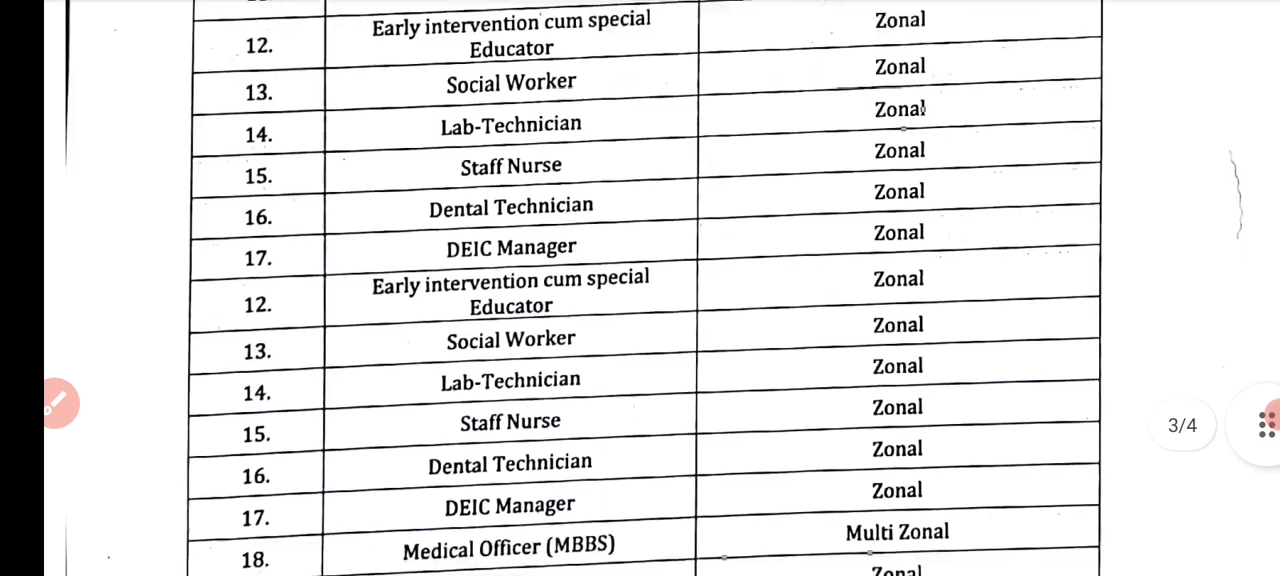 12. Early intervention cum special Educator Zonal
13. Social Worker Zonal
14. Lab-Technician Zonal
15. Staff Nurse Zonal
16. Dental Technician Zonal
17. DEIC Manager Zonal
12. Early intervention cum special Educator Zonal
13. Social Worker Zonal
14. Lab-Technician Zonal
15. Staff Nurse Zonal
16. Dental Technician Zonal
17. DEIC Manager Zonal
18. Medical Officer (MBBS) Multi Zonal
Zonal
3/4